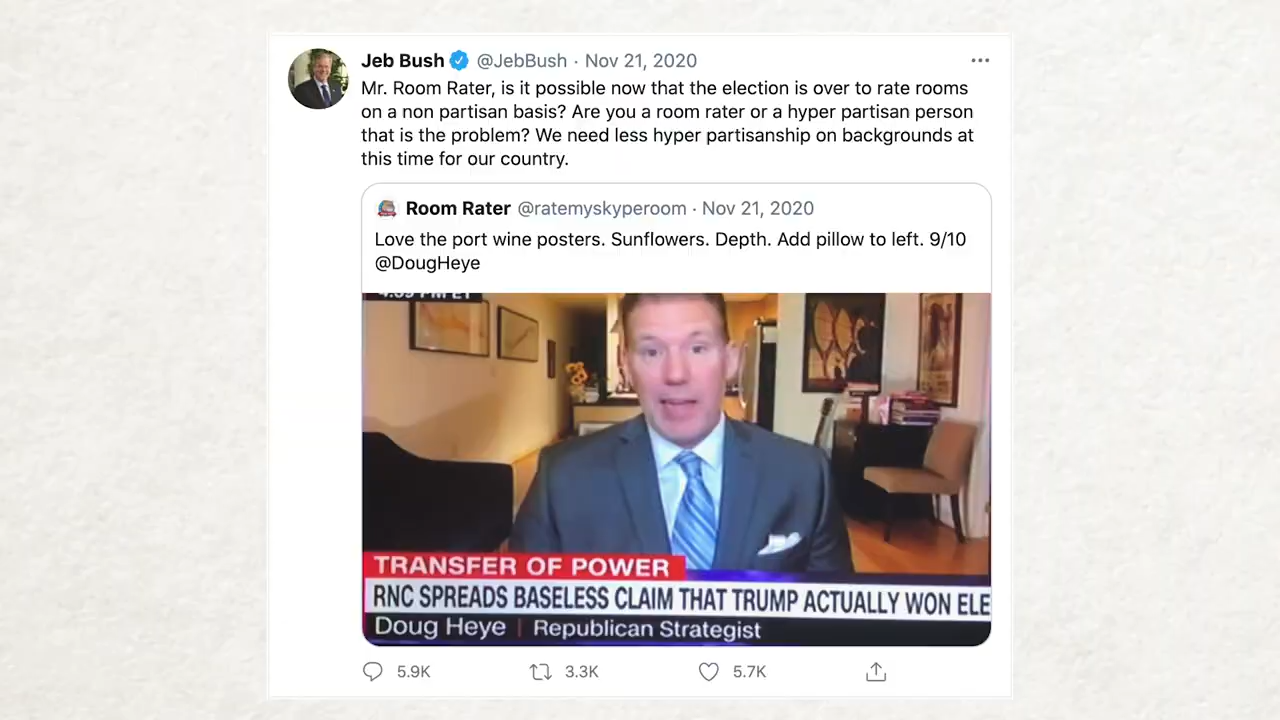 Jeb Bush @JebBush · Nov 21, 2020
Mr. Room Rater, is it possible now that the election is over to rate rooms
on a non partisan basis? Are you a room rater or a hyper partisan person
that is the problem? We need less hyper partisanship on backgrounds at
this time for our country.
Room Rater @ratemyskyperoom · Nov 21, 2020
Love the port wine posters. Sunflowers. Depth. Add pillow to left. 9/10
@DougHeye
TRANSFER OF POWER
RNC SPREADS BASELESS CLAIM THAT TRUMP ACTUALLY WON ELE
Doug Heye | Republican Strategist
5.9K 3.3K 5.7K